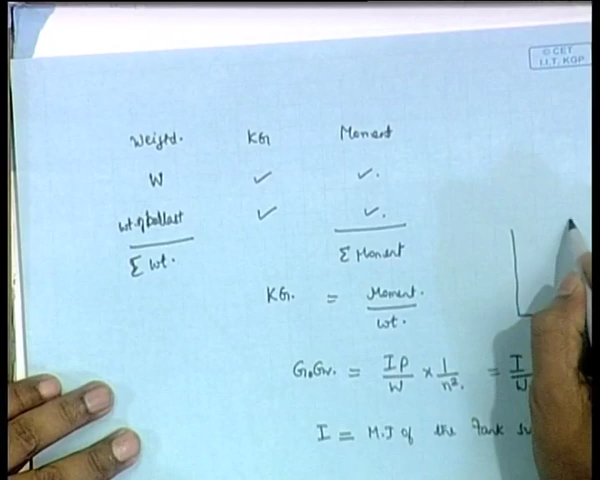 © CET
I.I.T. KGP
Weight. KG Moment
W ✓ ✓.
wt. of ballast ✓ ✓.
Σ wt. Σ Moment
KG. = Moment. / wt.
G₀Gv. = Iρ/W × 1/n². = I/W
I = M.I of the Tank